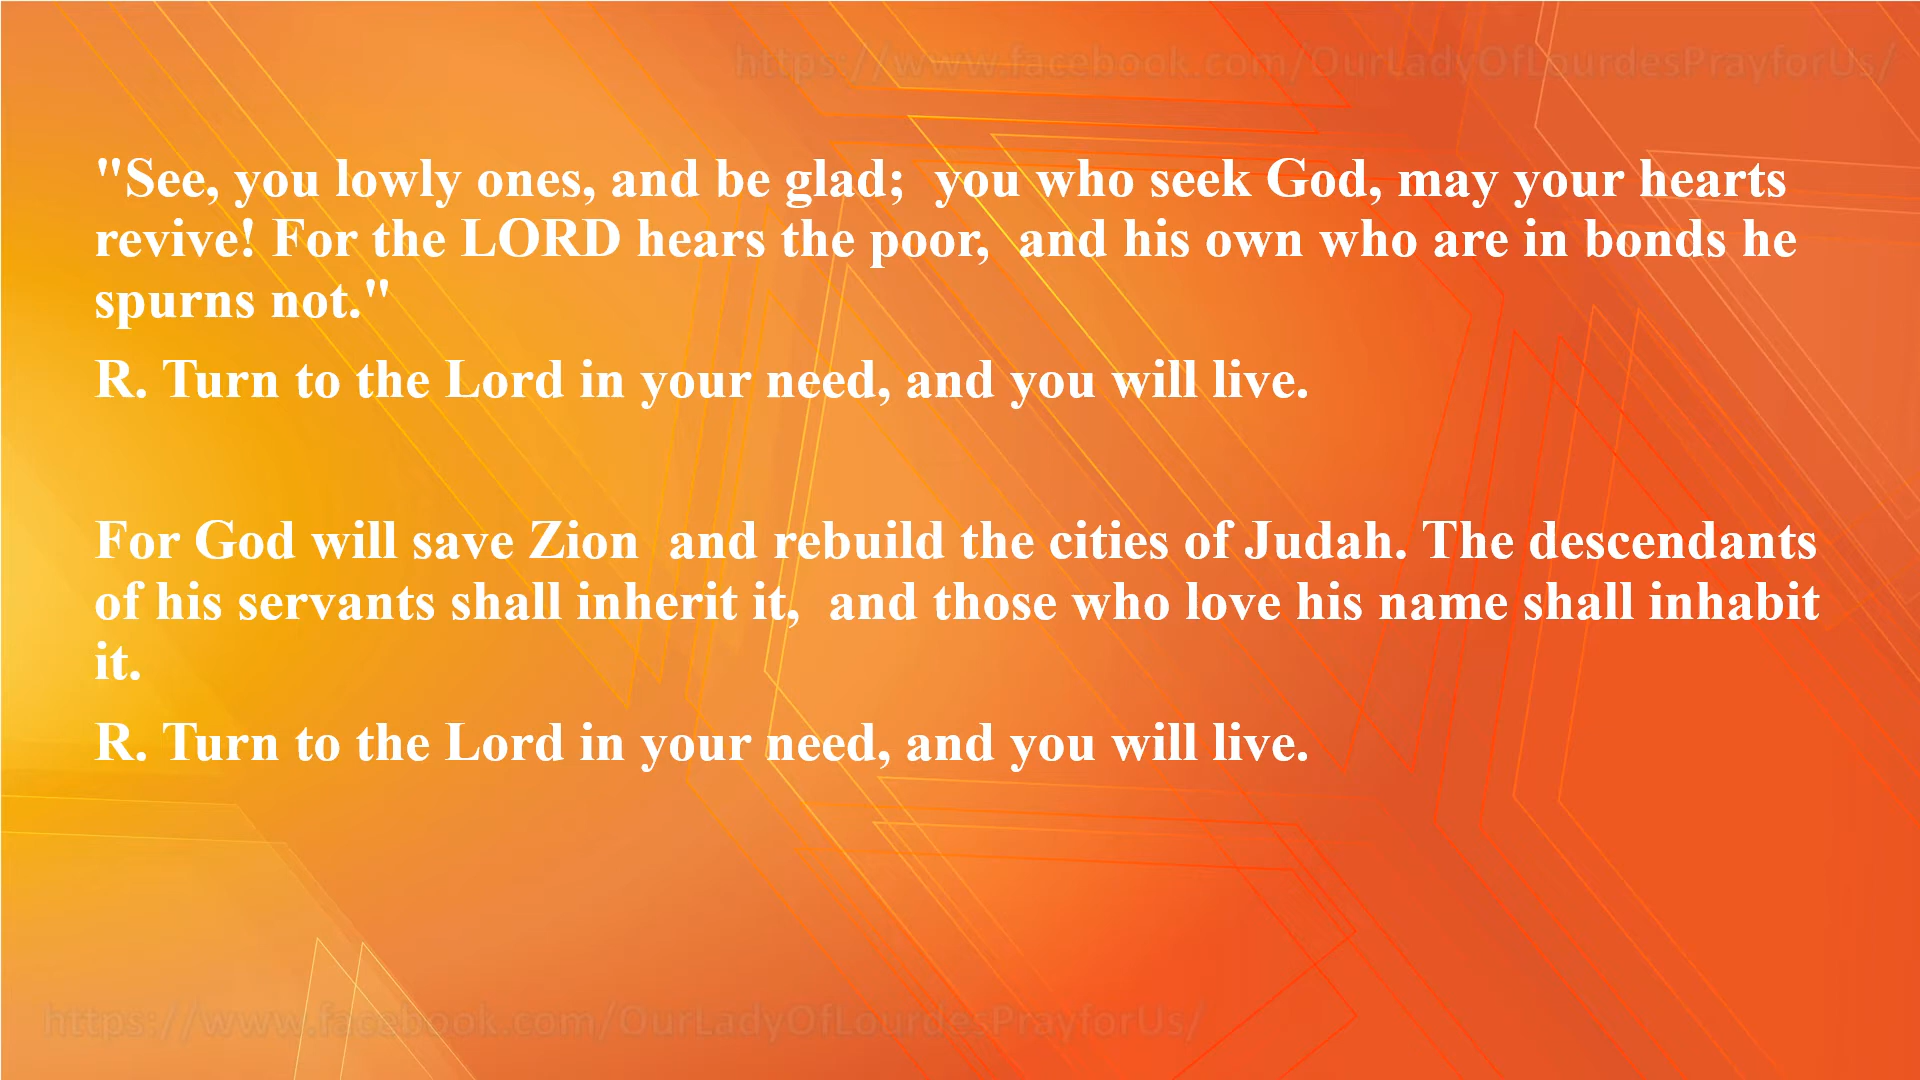 https://www.facebook.com/OurLadyOfLourdesPrayforUs/
"See, you lowly ones, and be glad;  you who seek God, may your hearts
revive! For the LORD hears the poor,  and his own who are in bonds he
spurns not."
R. Turn to the Lord in your need, and you will live.
For God will save Zion  and rebuild the cities of Judah. The descendants
of his servants shall inherit it,  and those who love his name shall inhabit
it.
R. Turn to the Lord in your need, and you will live.
https://www.facebook.com/OurLadyOfLourdesPrayforUs/